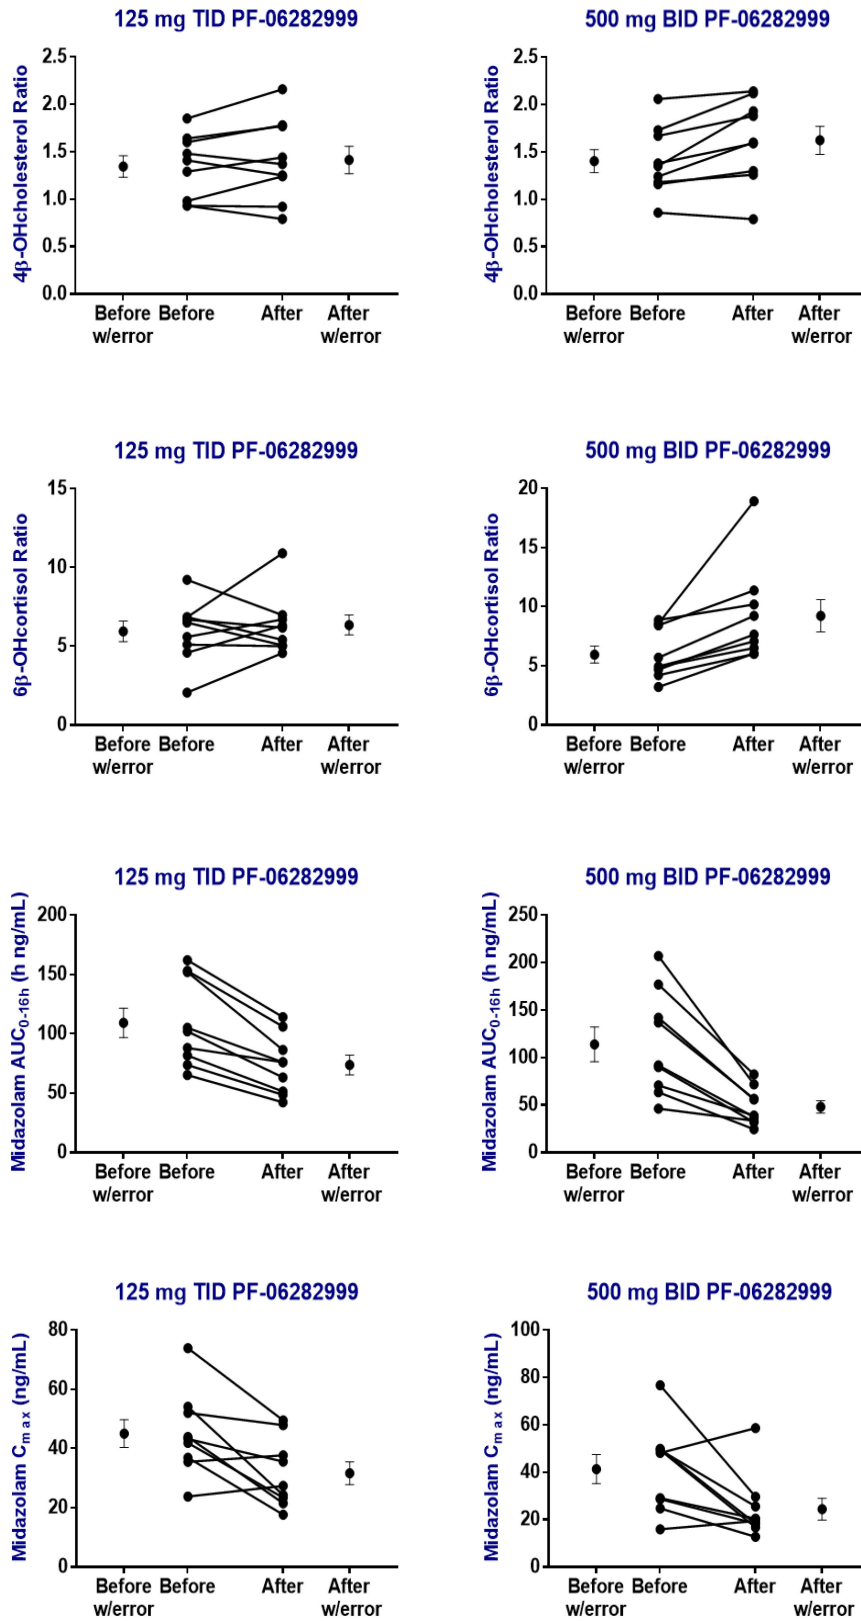 125 mg TID PF-06282999
500 mg BID PF-06282999
4β-OHcholesterol Ratio
2.5
2.0
1.5
1.0
0.5
0.0
Before w/error
Before
After
After w/error
4β-OHcholesterol Ratio
2.5
2.0
1.5
1.0
0.5
0.0
Before w/error
Before
After
After w/error
125 mg TID PF-06282999
500 mg BID PF-06282999
6β-OHcortisol Ratio
15
10
5
0
Before w/error
Before
After
After w/error
6β-OHcortisol Ratio
20
15
10
5
0
Before w/error
Before
After
After w/error
125 mg TID PF-06282999
500 mg BID PF-06282999
Midazolam AUC0-16h (h ng/mL)
200
150
100
50
0
Before w/error
Before
After
After w/error
Midazolam AUC0-16h (h ng/mL)
250
200
150
100
50
0
Before w/error
Before
After
After w/error
125 mg TID PF-06282999
500 mg BID PF-06282999
Midazolam Cmax (ng/mL)
80
60
40
20
0
Before w/error
Before
After
After w/error
Midazolam Cmax (ng/mL)
100
80
60
40
20
0
Before w/error
Before
After
After w/error